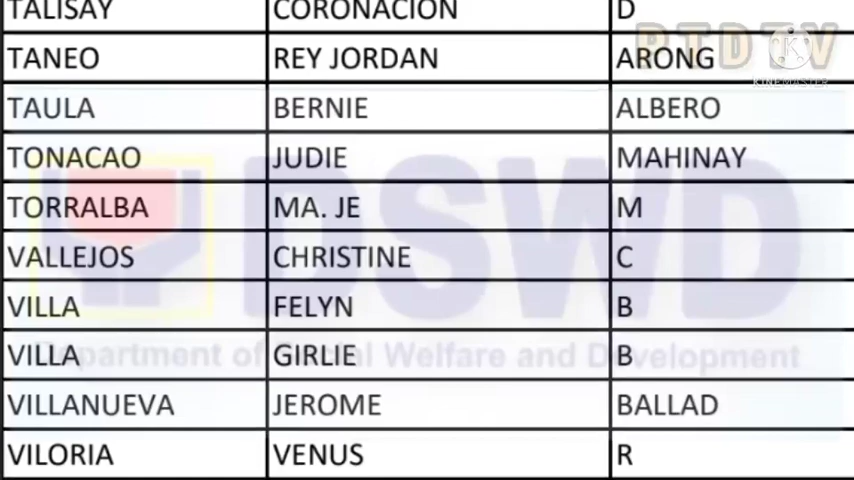 TALISAY CORONACION D
PTDTV
KINEMASTER
TANEO REY JORDAN ARONG
TAULA BERNIE ALBERO
TONACAO JUDIE MAHINAY
DSWD
TORRALBA MA. JE M
VALLEJOS CHRISTINE C
VILLA FELYN B
VILLA GIRLIE B
Department of Social Welfare and Development
VILLANUEVA JEROME BALLAD
VILORIA VENUS R